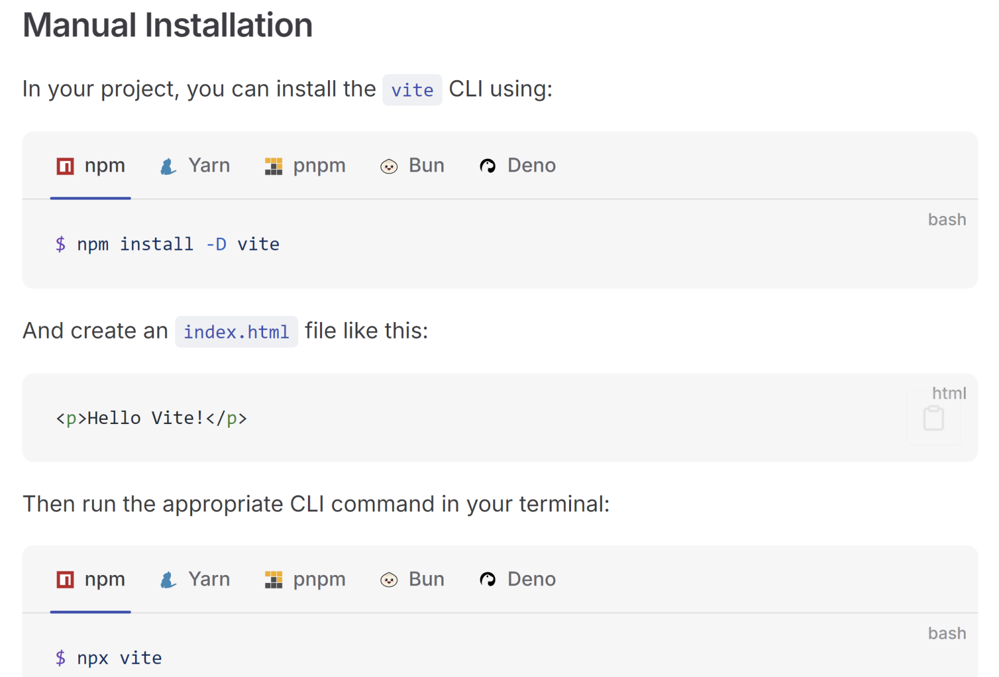 Manual Installation
In your project, you can install the vite CLI using:
npm Yarn pnpm Bun Deno
bash
$ npm install -D vite
And create an index.html file like this:
html
<p>Hello Vite!</p>
Then run the appropriate CLI command in your terminal:
npm Yarn pnpm Bun Deno
bash
$ npx vite